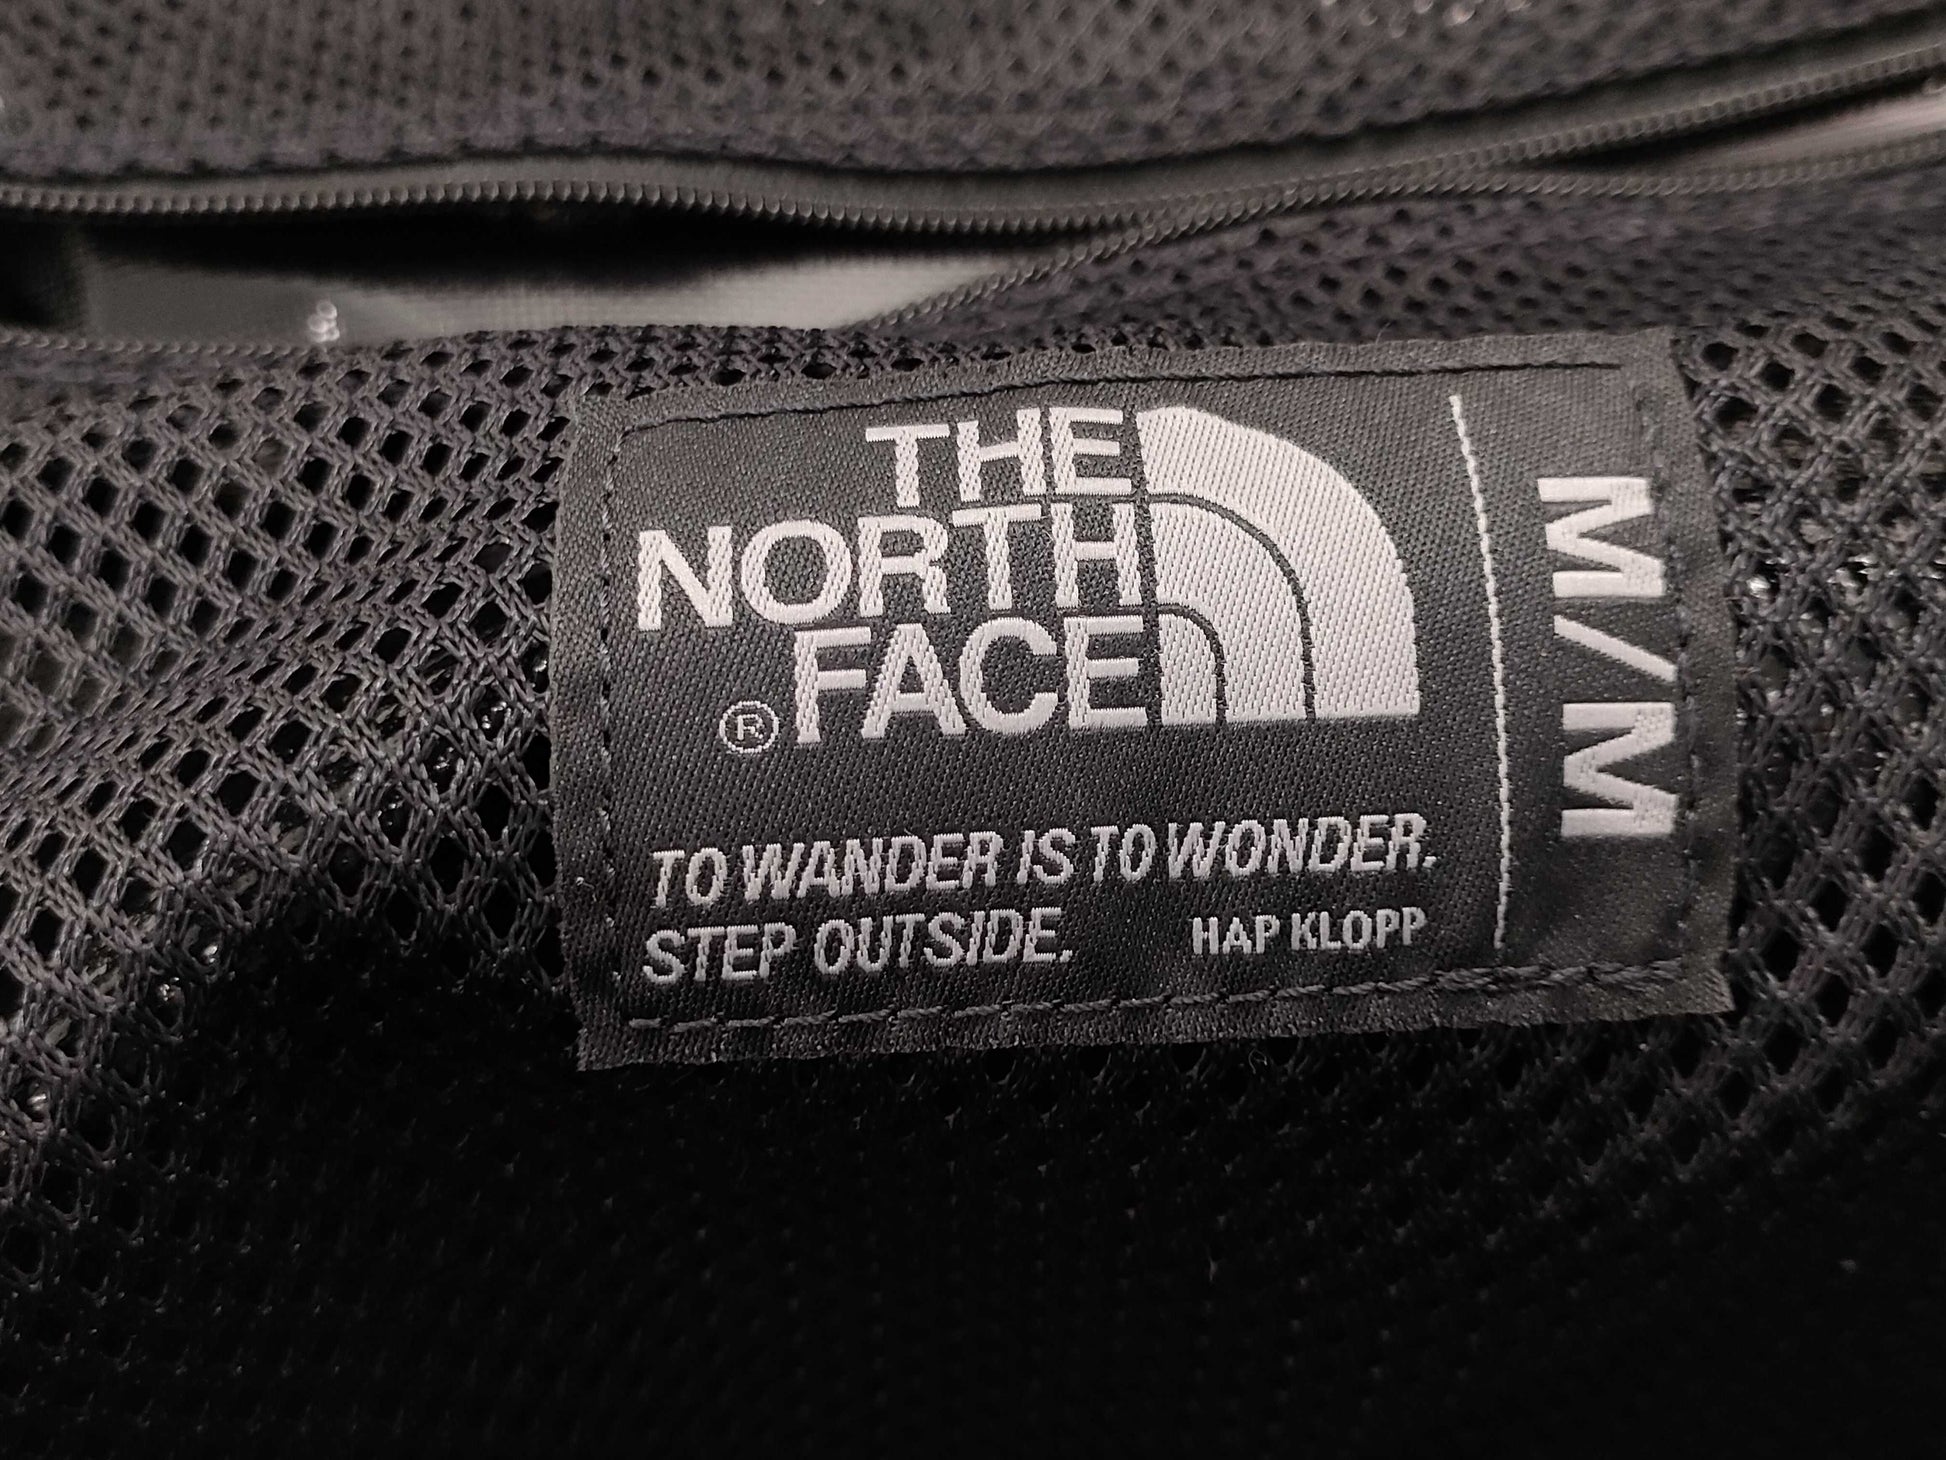 THE
NORTH
FACE
®
TO WANDER IS TO WONDER.
STEP OUTSIDE. HAP KLOPP
M/M